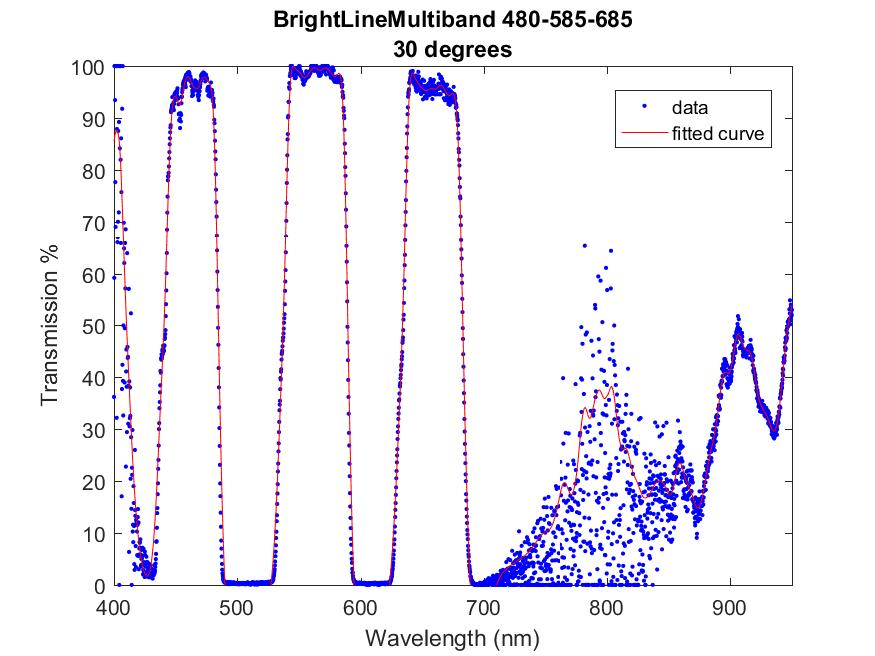 BrightLineMultiband 480-585-685
30 degrees
100
90
80
70
60
50
40
30
20
10
0
Transmission %
data
fitted curve
400
500
600
700
800
900
Wavelength (nm)